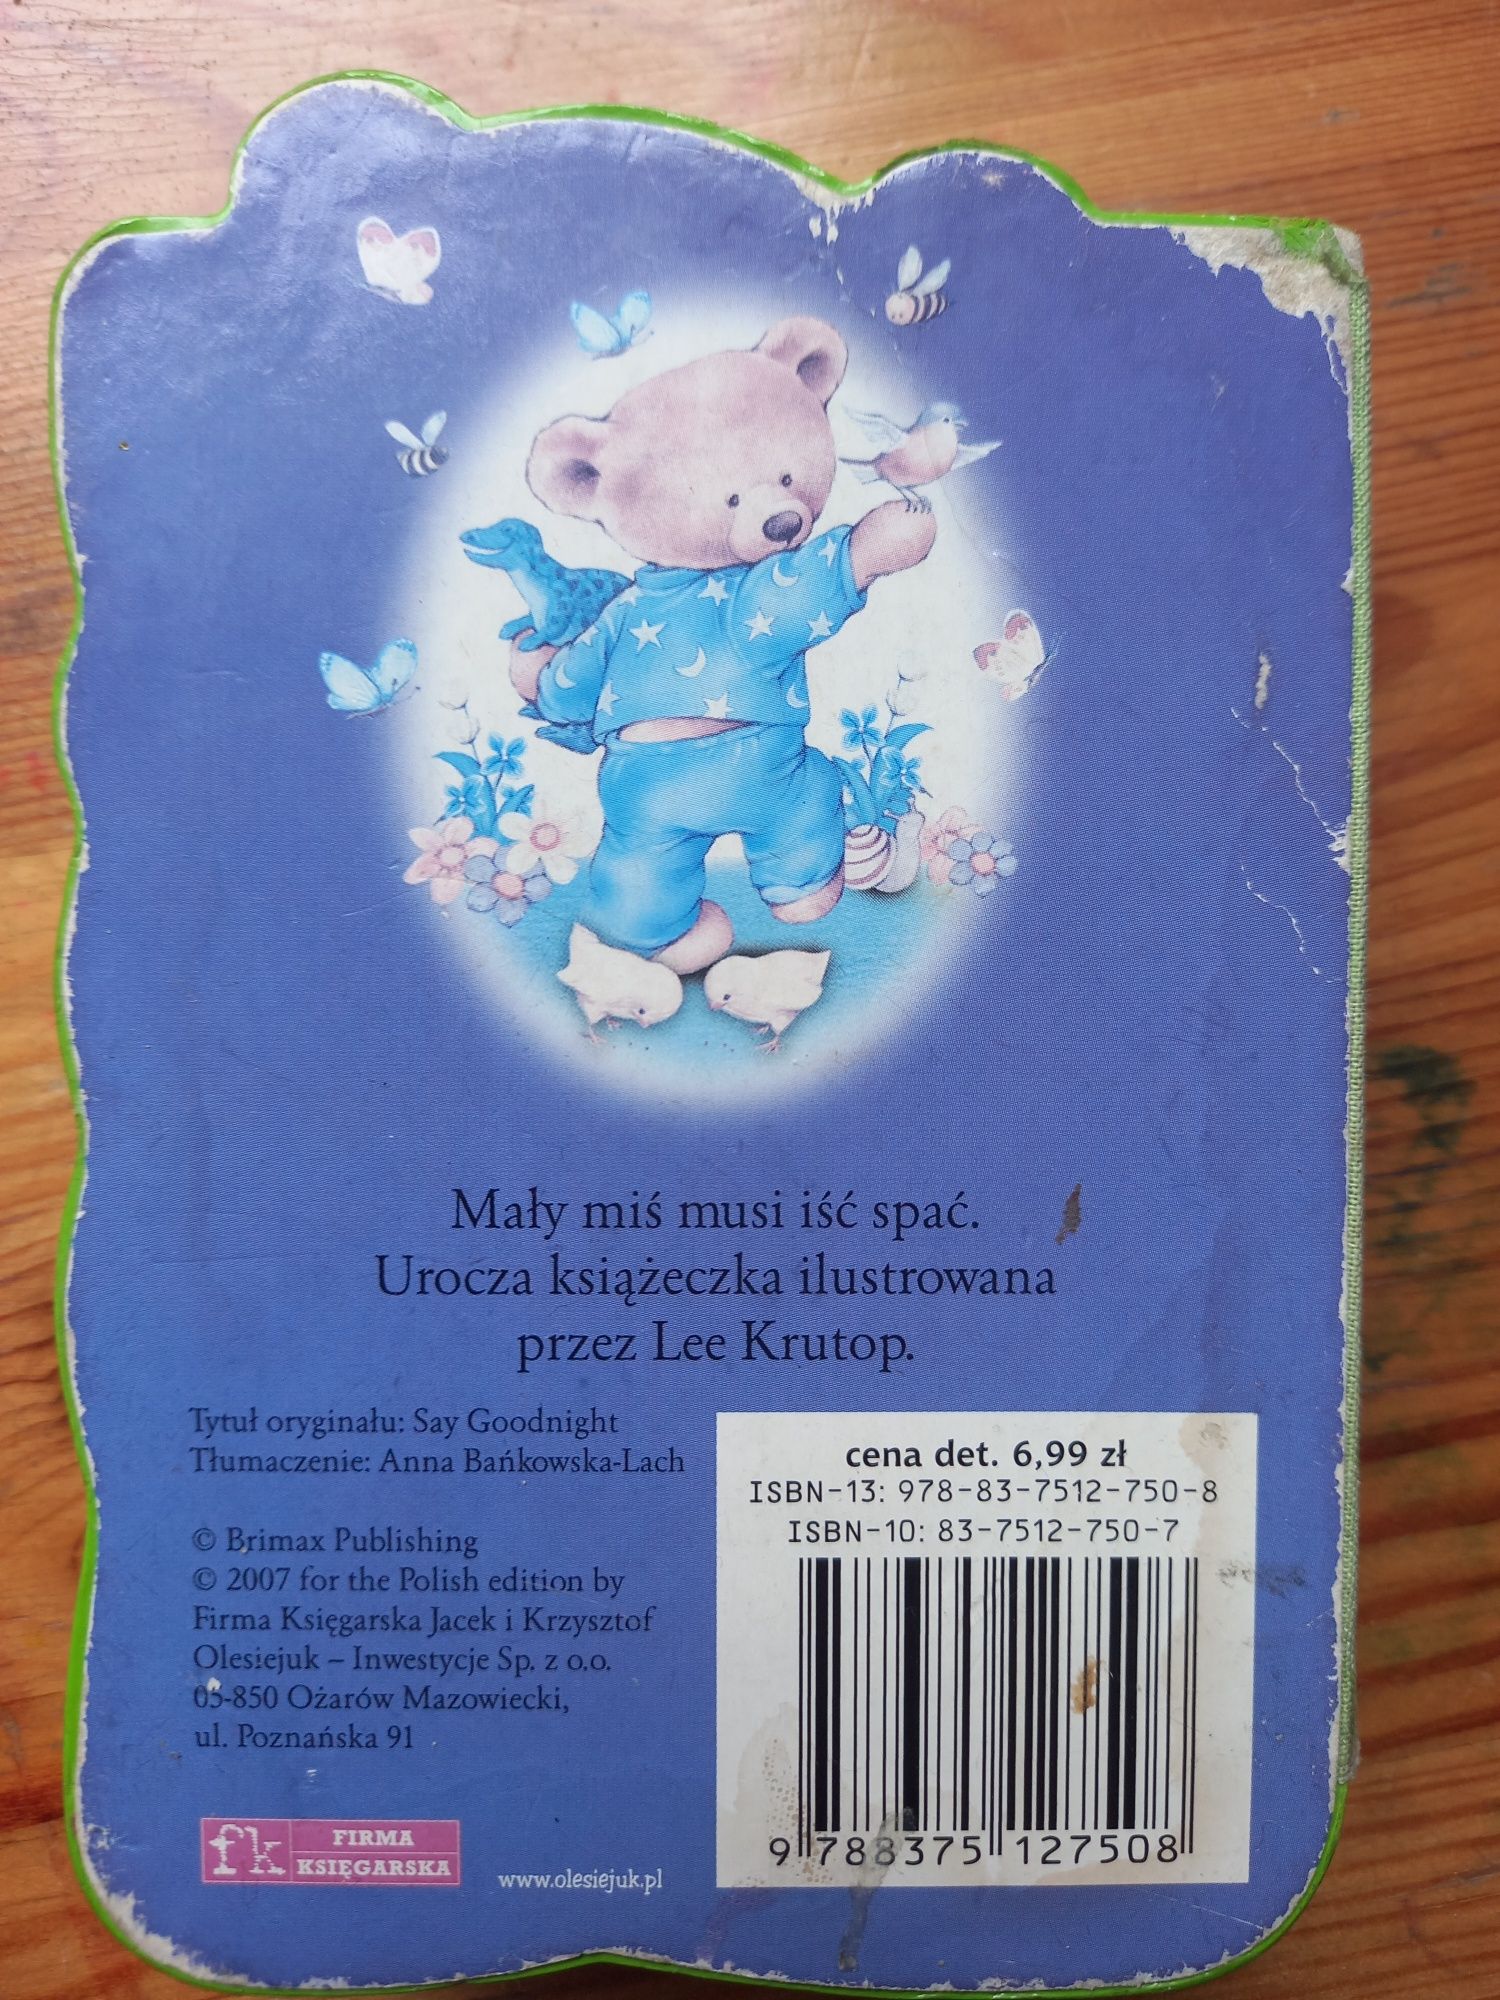 Mały miś musi iść spać.
Urocza książeczka ilustrowana
przez Lee Krutop.
Tytuł oryginału: Say Goodnight
Tłumaczenie: Anna Bańkowska-Lach
© Brimax Publishing
© 2007 for the Polish edition by
Firma Księgarska Jacek i Krzysztof
Olesiejuk – Inwestycje Sp. z o.o.
05-850 Ożarów Mazowiecki,
ul. Poznańska 91
fk FIRMA
KSIĘGARSKA
www.olesiejuk.pl
cena det. 6,99 zł
ISBN-13: 978-83-7512-750-8
ISBN-10: 83-7512-750-7
9 788375 127508